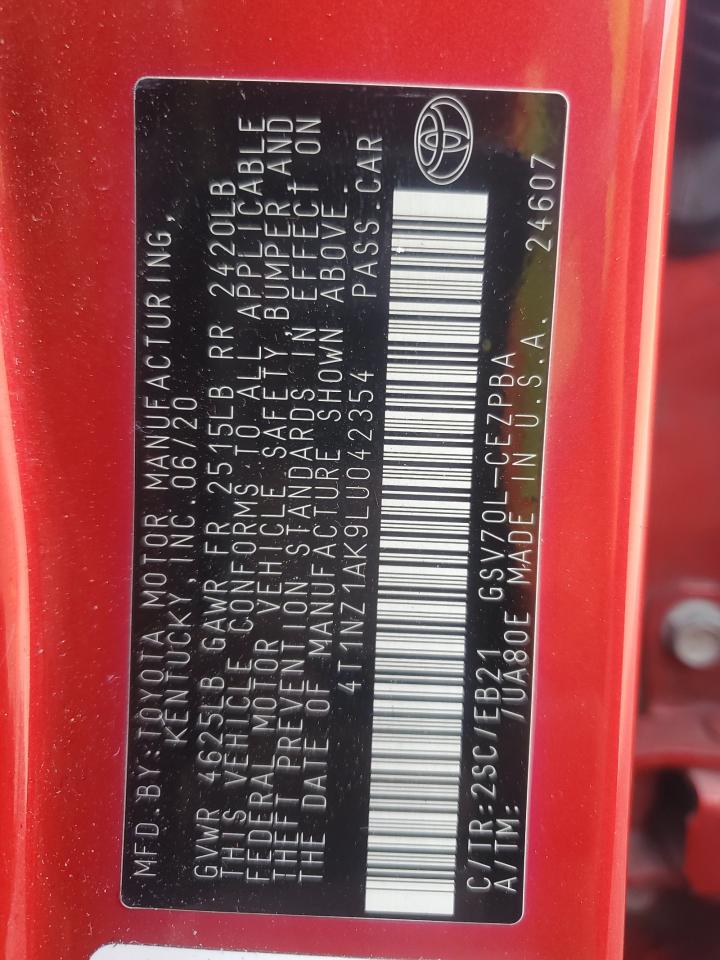 MFD. BY: TOYOTA MOTOR MANUFACTURING,
KENTUCKY, INC. 06/20
GVWR 4625LB GAWR FR 2515LB RR 2420LB
THIS VEHICLE CONFORMS TO ALL APPLICABLE
FEDERAL MOTOR VEHICLE SAFETY, BUMPER AND
THEFT PREVENTION STANDARDS IN EFFECT ON
THE DATE OF MANUFACTURE SHOWN ABOVE.
4T1NZ1AK9LU042354 PASS.CAR
C/TR: 2SC/EB21 GSV70L-CEZPBA
A/TM: /UA80E MADE IN U.S.A. 24607